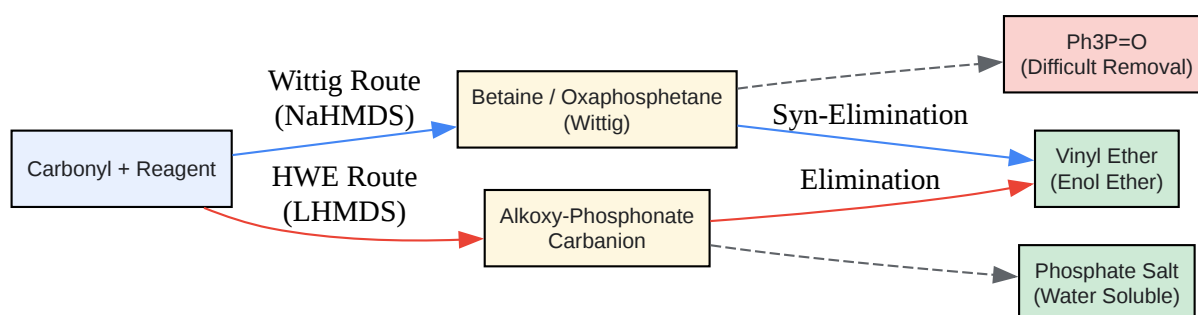 Carbonyl + Reagent
Wittig Route
(NaHMDS)
HWE Route
(LHMDS)
Betaine / Oxaphosphetane
(Wittig)
Alkoxy-Phosphonate
Carbanion
Syn-Elimination
Elimination
Ph3P=O
(Difficult Removal)
Vinyl Ether
(Enol Ether)
Phosphate Salt
(Water Soluble)